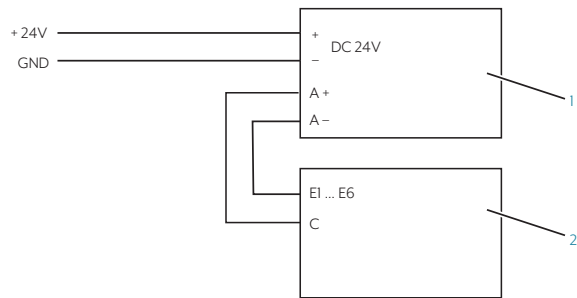 + 24V
GND
+
DC 24V
–
A +
A –
1
E1 ... E6
C
2